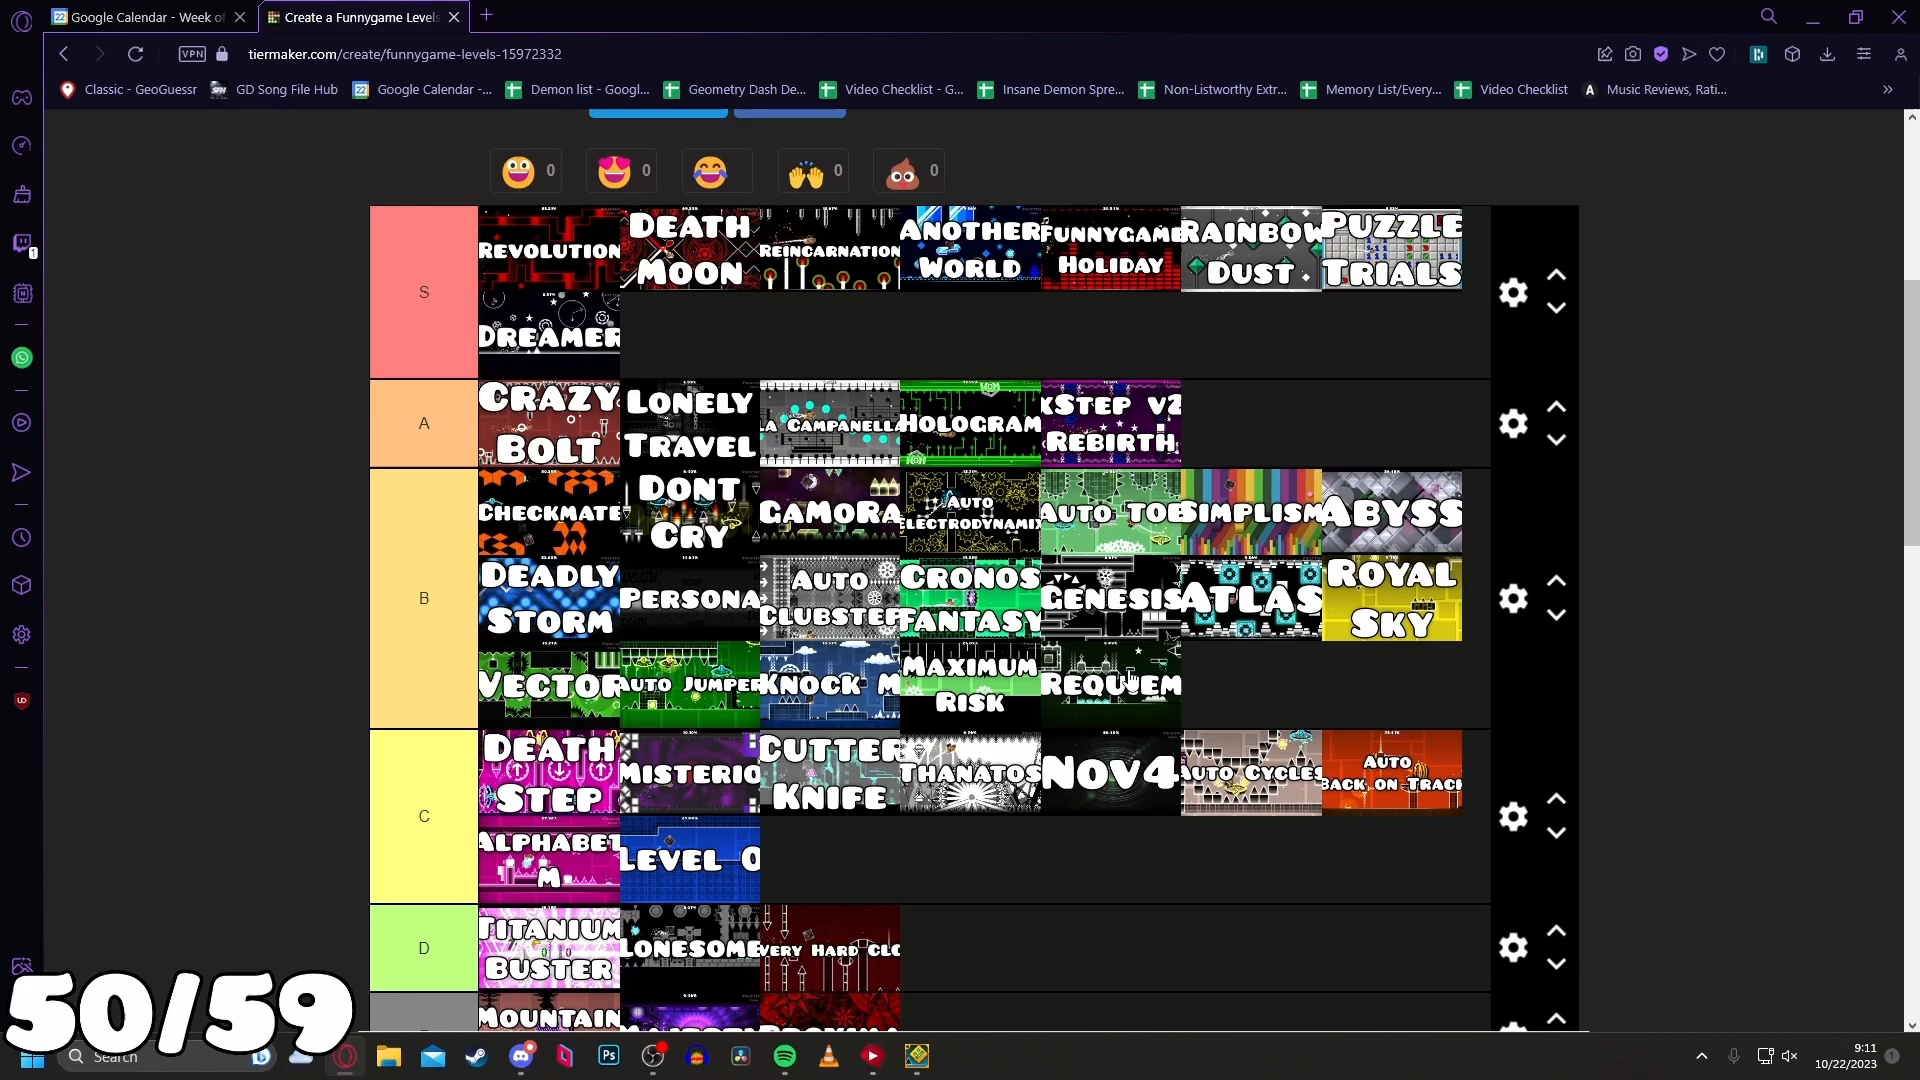 Google Calendar - Week of
Create a Funnygame Levels
VPN
tiermaker.com/create/funnygame-levels-15972332
Classic - GeoGuessr
GD Song File Hub
Google Calendar -...
Demon list - Googl...
Geometry Dash De...
Video Checklist - G...
Insane Demon Spre...
Non-Listworthy Extr...
Memory List/Every...
Video Checklist
Music Reviews, Rati...
0
0
0
0
S
Revolution
Death Moon
Reincarnation
Another World
Funnygame Holiday
Rainbow Dust
Puzzle Trials
Dreamer
A
Crazy Bolt
Lonely Travel
La Campanella
Hologram
xStep v2 Rebirth
B
Checkmate
Dont Cry
Gamora
Auto Electrodynamix
Auto TOE
Simplism
Abyss
Deadly Storm
Persona
Auto Clubstep
Cronos Fantasy
Genesis
Atlas
Royal Sky
Vector
Auto Jumper
Knock M
Maximum Risk
Requiem
C
Death Step
Misterio
Cutter Knife
Thanatos
Nov4
Auto Cycles
Auto Back on Track
Alphabet M
Level 0
D
Titanium Buster
Lonesome
Very Hard Clo
Mountain
50/59
Search
9:11
10/22/2023